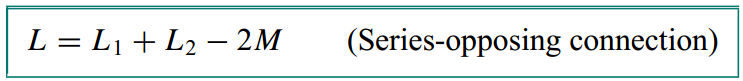 L = L₁ + L₂ − 2M (Series-opposing connection)